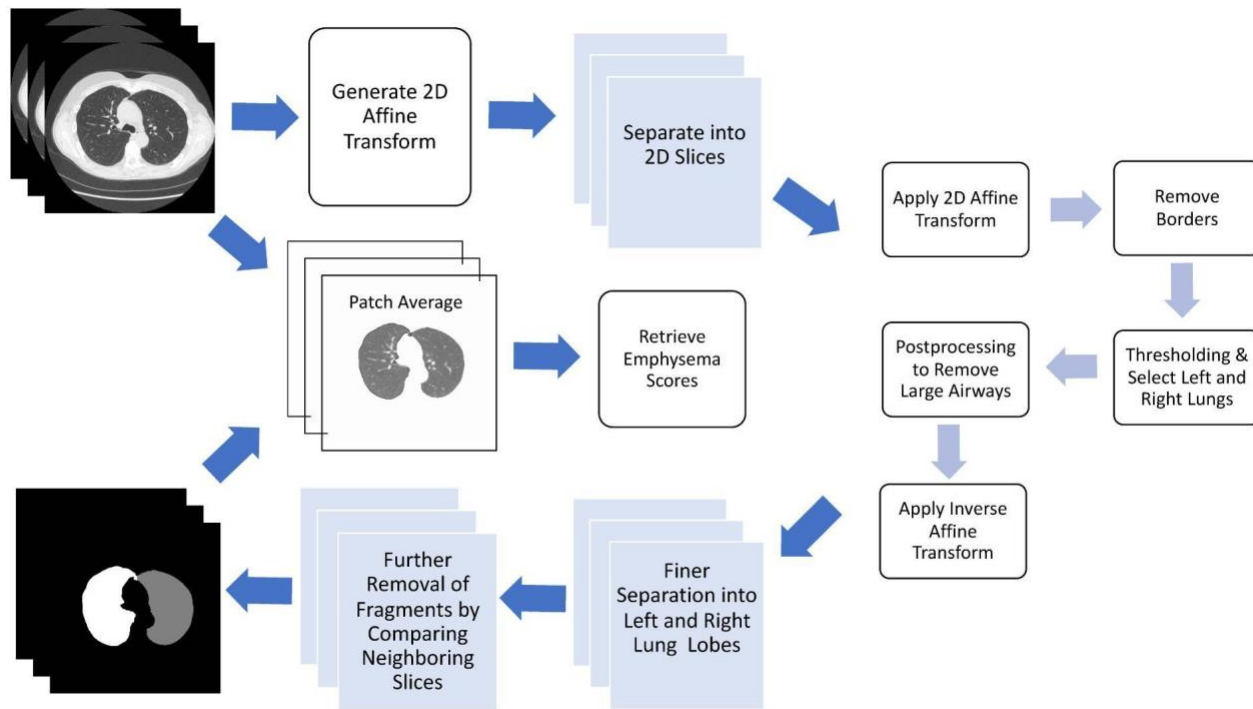 Generate 2D
Affine
Transform
Separate into
2D Slices
Apply 2D Affine
Transform
Remove
Borders
Patch Average
Retrieve
Emphysema
Scores
Postprocessing
to Remove
Large Airways
Thresholding &
Select Left and
Right Lungs
Apply Inverse
Affine
Transform
Finer
Separation into
Left and Right
Lung Lobes
Further
Removal of
Fragments by
Comparing
Neighboring
Slices